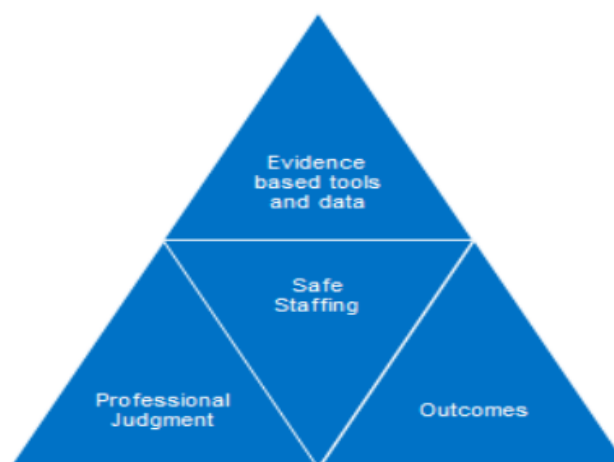 Evidence
based tools
and data
Safe
Staffing
Professional
Judgment
Outcomes